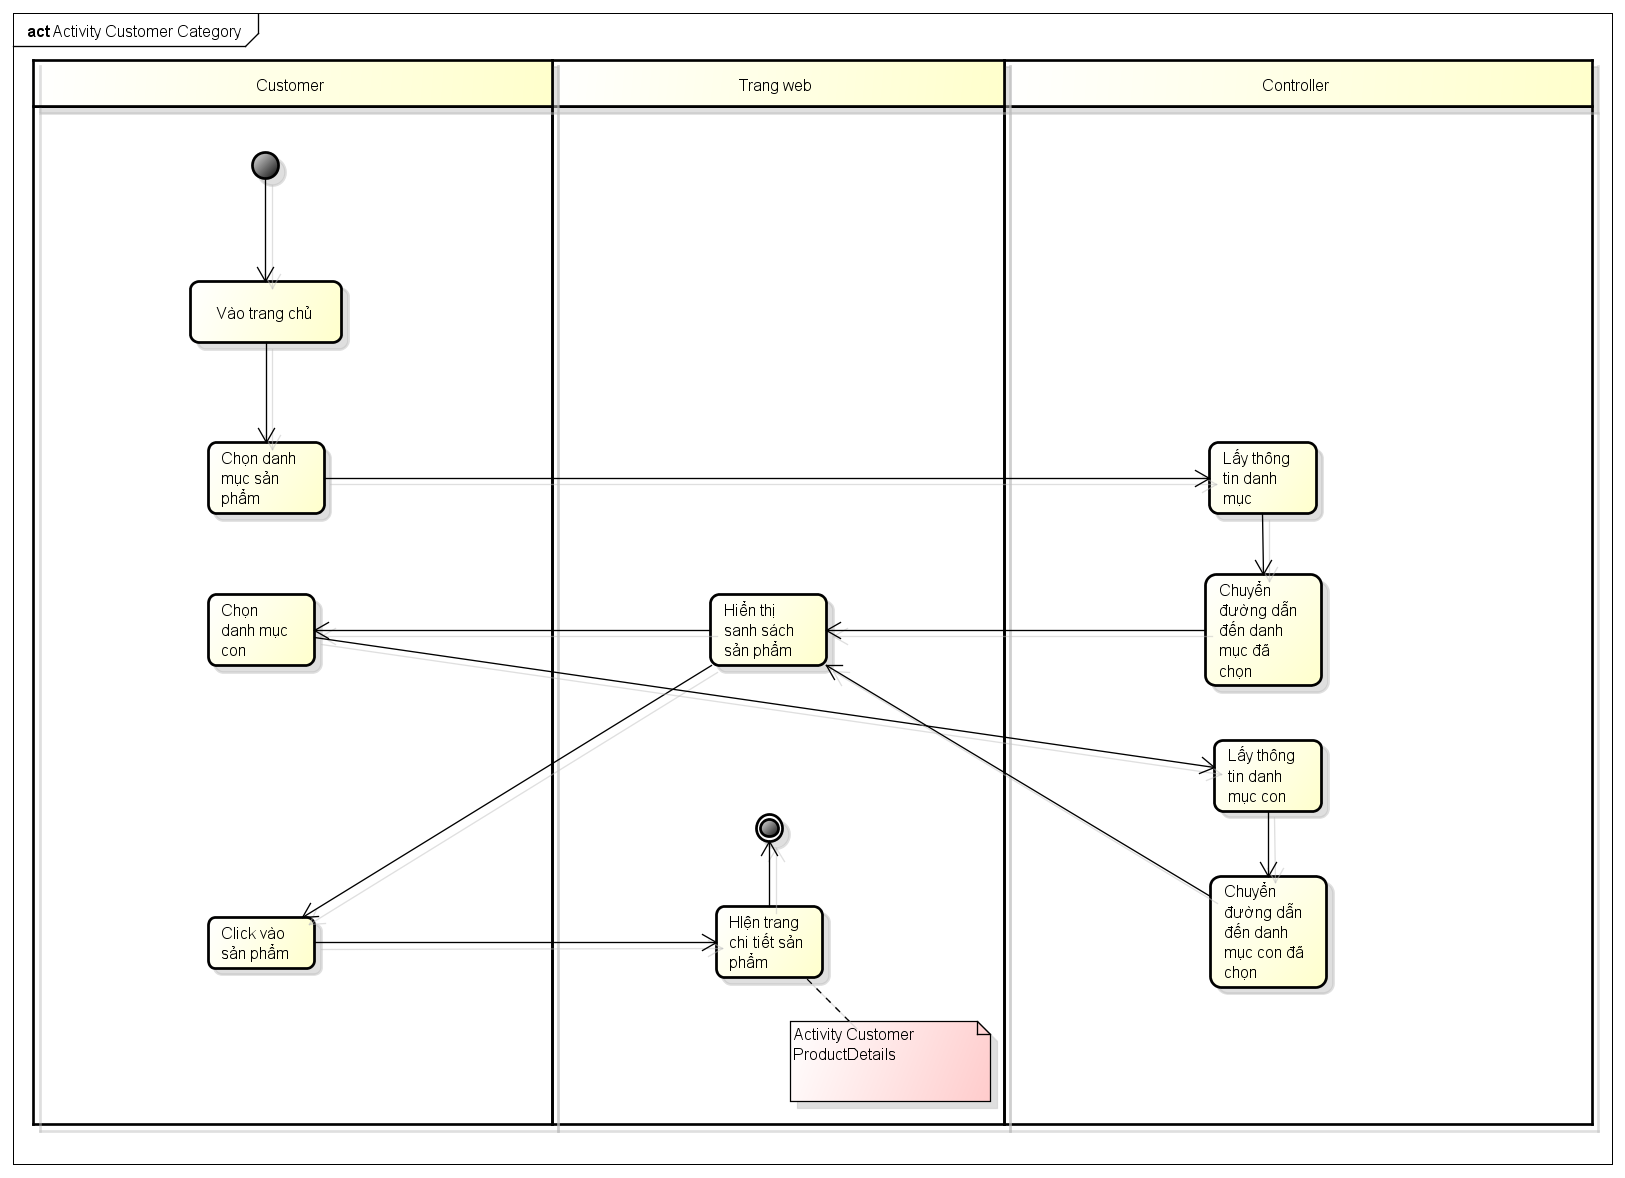 act Activity Customer Category
Customer
Trang web
Controller
Vào trang chủ
Chọn danh
mục sản
phẩm
Lấy thông
tin danh
mục
Chọn
danh mục
con
Hiển thị
sanh sách
sản phẩm
Chuyển
đường dẫn
đến danh
mục đã
chọn
Lấy thông
tin danh
mục con
Click vào
sản phẩm
HIện trang
chi tiết sản
phẩm
Chuyển
đường dẫn
đến danh
mục con đã
chọn
Activity Customer
ProductDetails